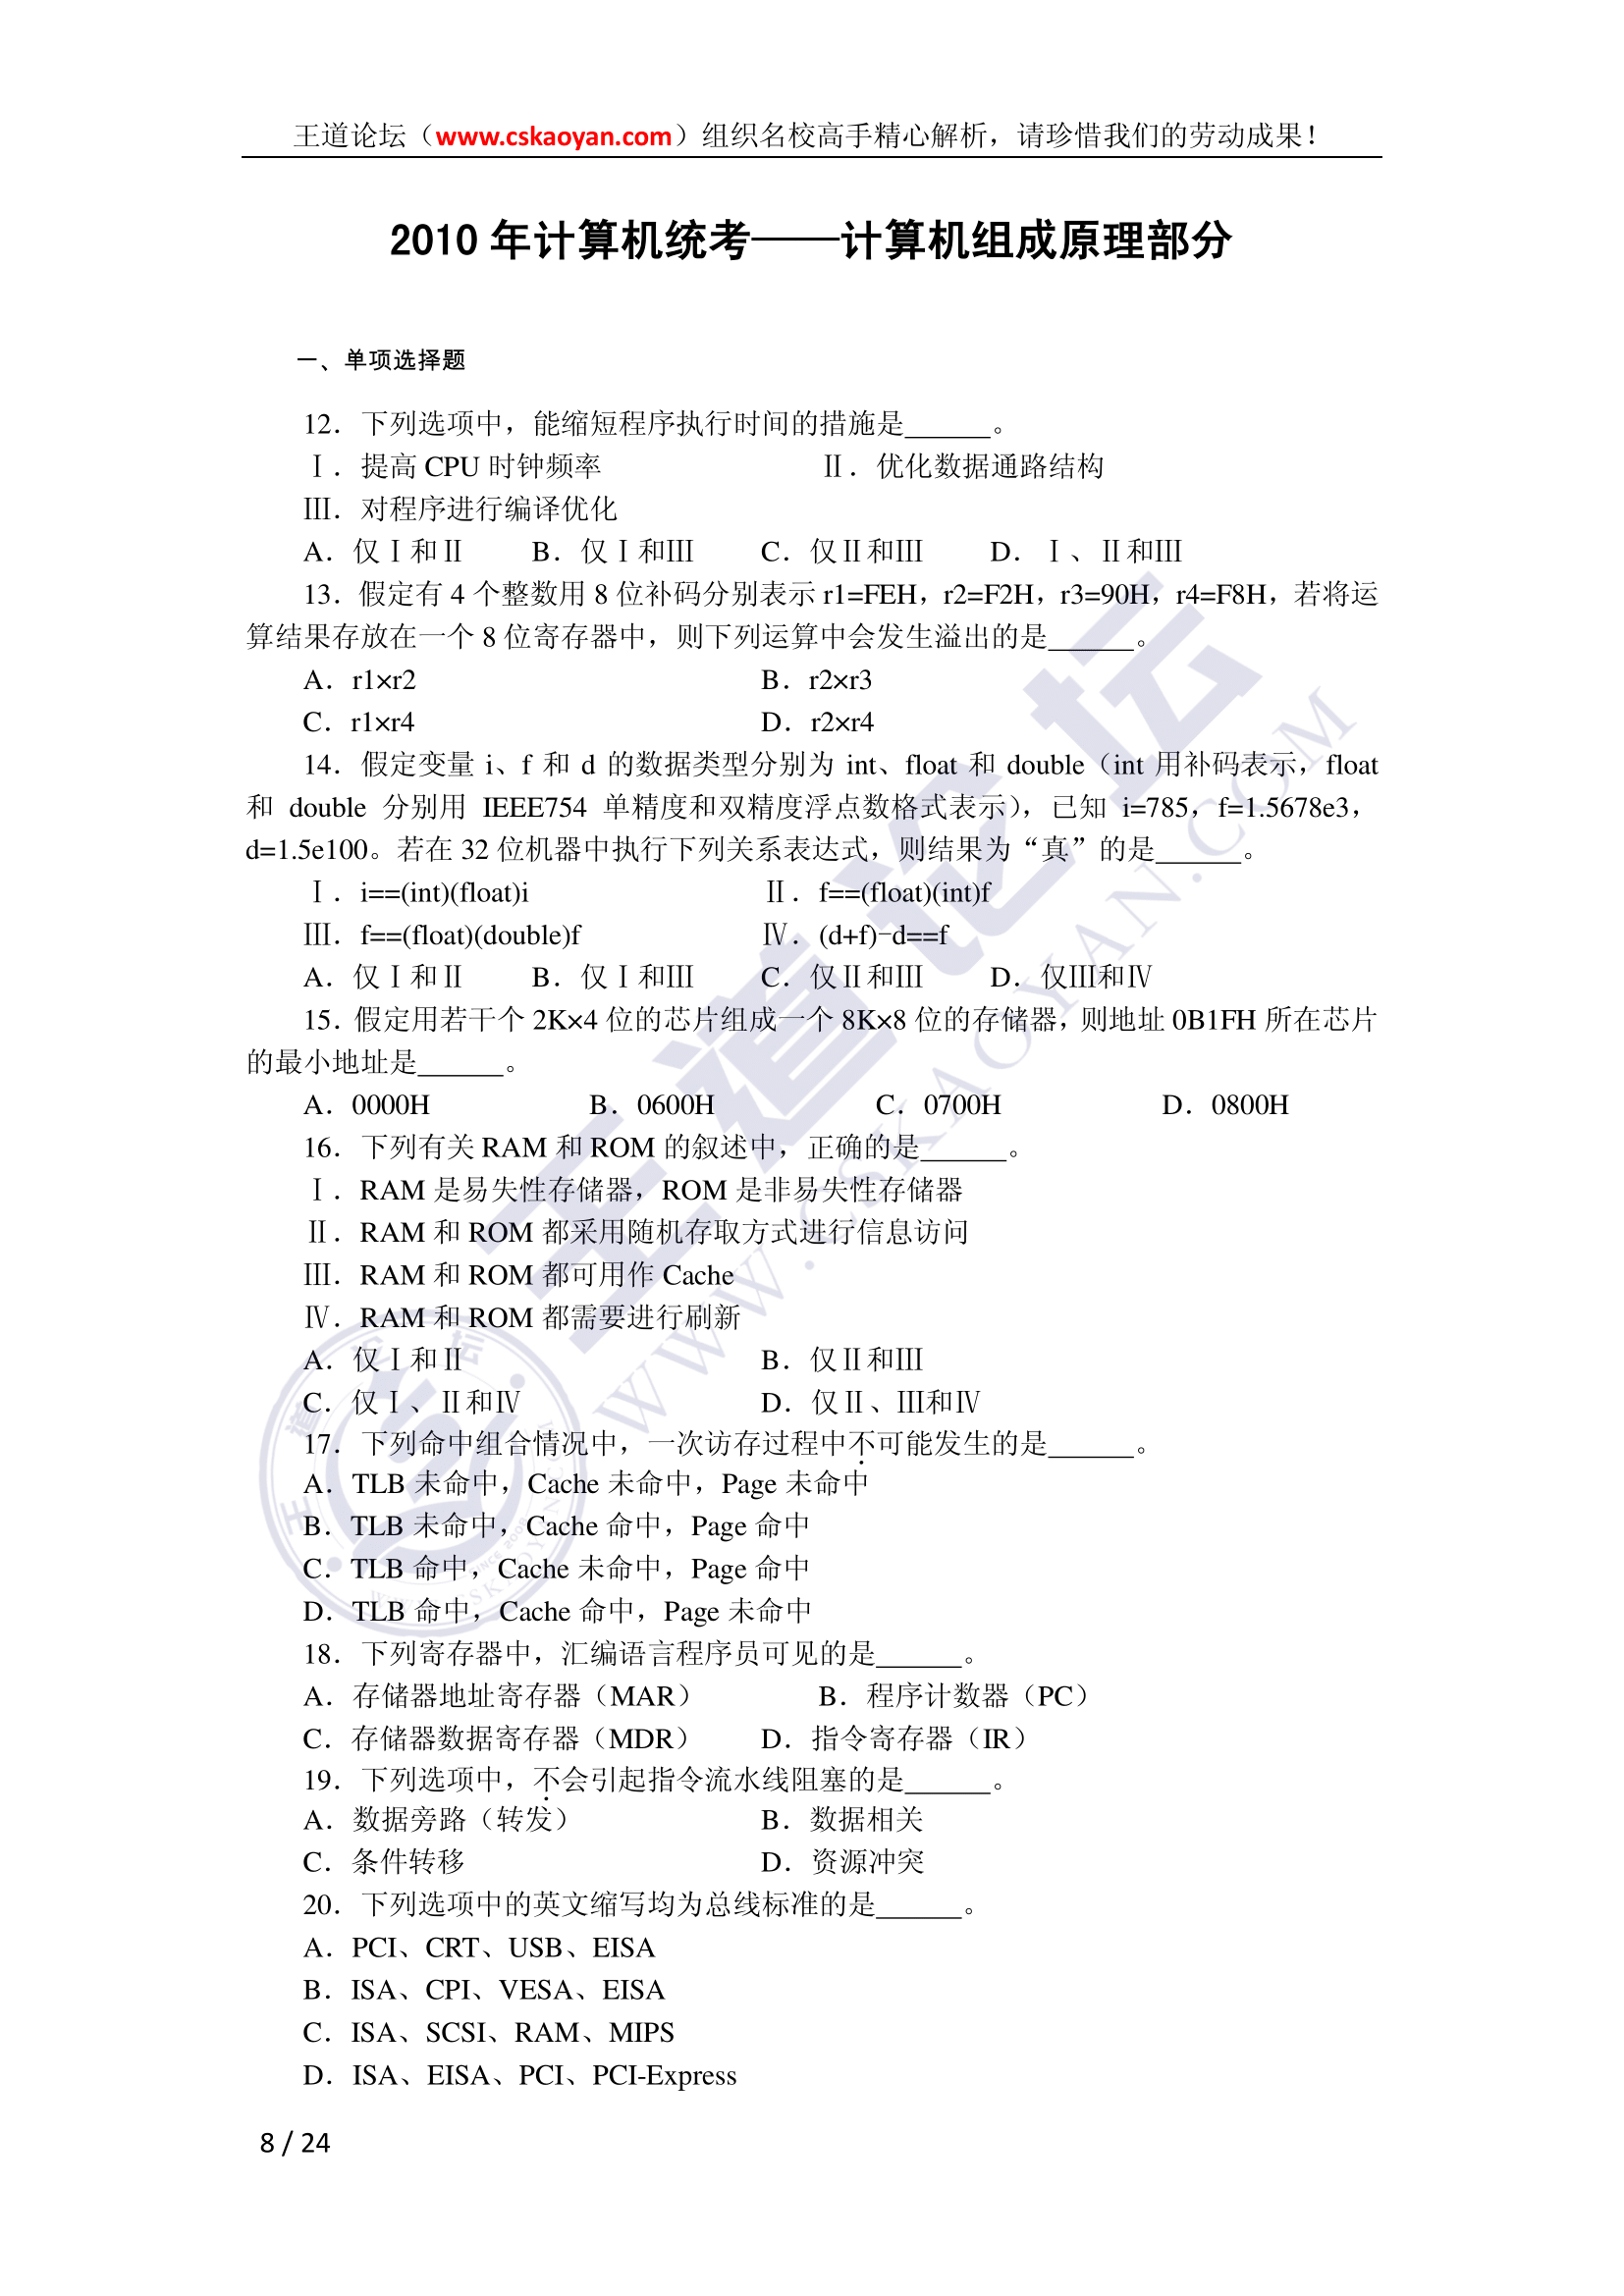 王道论坛（www.cskaoyan.com）组织名校高手精心解析，请珍惜我们的劳动成果！
2010 年计算机统考——计算机组成原理部分
一、单项选择题
12．下列选项中，能缩短程序执行时间的措施是______。
Ⅰ．提高 CPU 时钟频率 Ⅱ．优化数据通路结构
Ⅲ．对程序进行编译优化
A．仅Ⅰ和Ⅱ B．仅Ⅰ和Ⅲ C．仅Ⅱ和Ⅲ D．Ⅰ、Ⅱ和Ⅲ
13．假定有 4 个整数用 8 位补码分别表示 r1=FEH，r2=F2H，r3=90H，r4=F8H，若将运
算结果存放在一个 8 位寄存器中，则下列运算中会发生溢出的是______。
A．r1×r2 B．r2×r3
C．r1×r4 D．r2×r4
14．假定变量 i、f 和 d 的数据类型分别为 int、float 和 double（int 用补码表示，float
和 double 分别用 IEEE754 单精度和双精度浮点数格式表示），已知 i=785，f=1.5678e3，
d=1.5e100。若在 32 位机器中执行下列关系表达式，则结果为“真”的是______。
Ⅰ．i==(int)(float)i Ⅱ．f==(float)(int)f
Ⅲ．f==(float)(double)f Ⅳ．(d+f)-d==f
A．仅Ⅰ和Ⅱ B．仅Ⅰ和Ⅲ C．仅Ⅱ和Ⅲ D．仅Ⅲ和Ⅳ
15．假定用若干个 2K×4 位的芯片组成一个 8K×8 位的存储器，则地址 0B1FH 所在芯片
的最小地址是______。
A．0000H B．0600H C．0700H D．0800H
16．下列有关 RAM 和 ROM 的叙述中，正确的是______。
Ⅰ．RAM 是易失性存储器，ROM 是非易失性存储器
Ⅱ．RAM 和 ROM 都采用随机存取方式进行信息访问
Ⅲ．RAM 和 ROM 都可用作 Cache
Ⅳ．RAM 和 ROM 都需要进行刷新
A．仅Ⅰ和Ⅱ B．仅Ⅱ和Ⅲ
C．仅Ⅰ、Ⅱ和Ⅳ D．仅Ⅱ、Ⅲ和Ⅳ
17．下列命中组合情况中，一次访存过程中不可能发生的是______。
A．TLB 未命中，Cache 未命中，Page 未命中
B．TLB 未命中，Cache 命中，Page 命中
C．TLB 命中，Cache 未命中，Page 命中
D．TLB 命中，Cache 命中，Page 未命中
18．下列寄存器中，汇编语言程序员可见的是______。
A．存储器地址寄存器（MAR） B．程序计数器（PC）
C．存储器数据寄存器（MDR） D．指令寄存器（IR）
19．下列选项中，不会引起指令流水线阻塞的是______。
A．数据旁路（转发） B．数据相关
C．条件转移 D．资源冲突
20．下列选项中的英文缩写均为总线标准的是______。
A．PCI、CRT、USB、EISA
B．ISA、CPI、VESA、EISA
C．ISA、SCSI、RAM、MIPS
D．ISA、EISA、PCI、PCI-Express
8 / 24
王道论坛
WWW.CSKAOYAN.COM
王道论坛
SINCE 2008
WWW.CSKAOYAN.COM